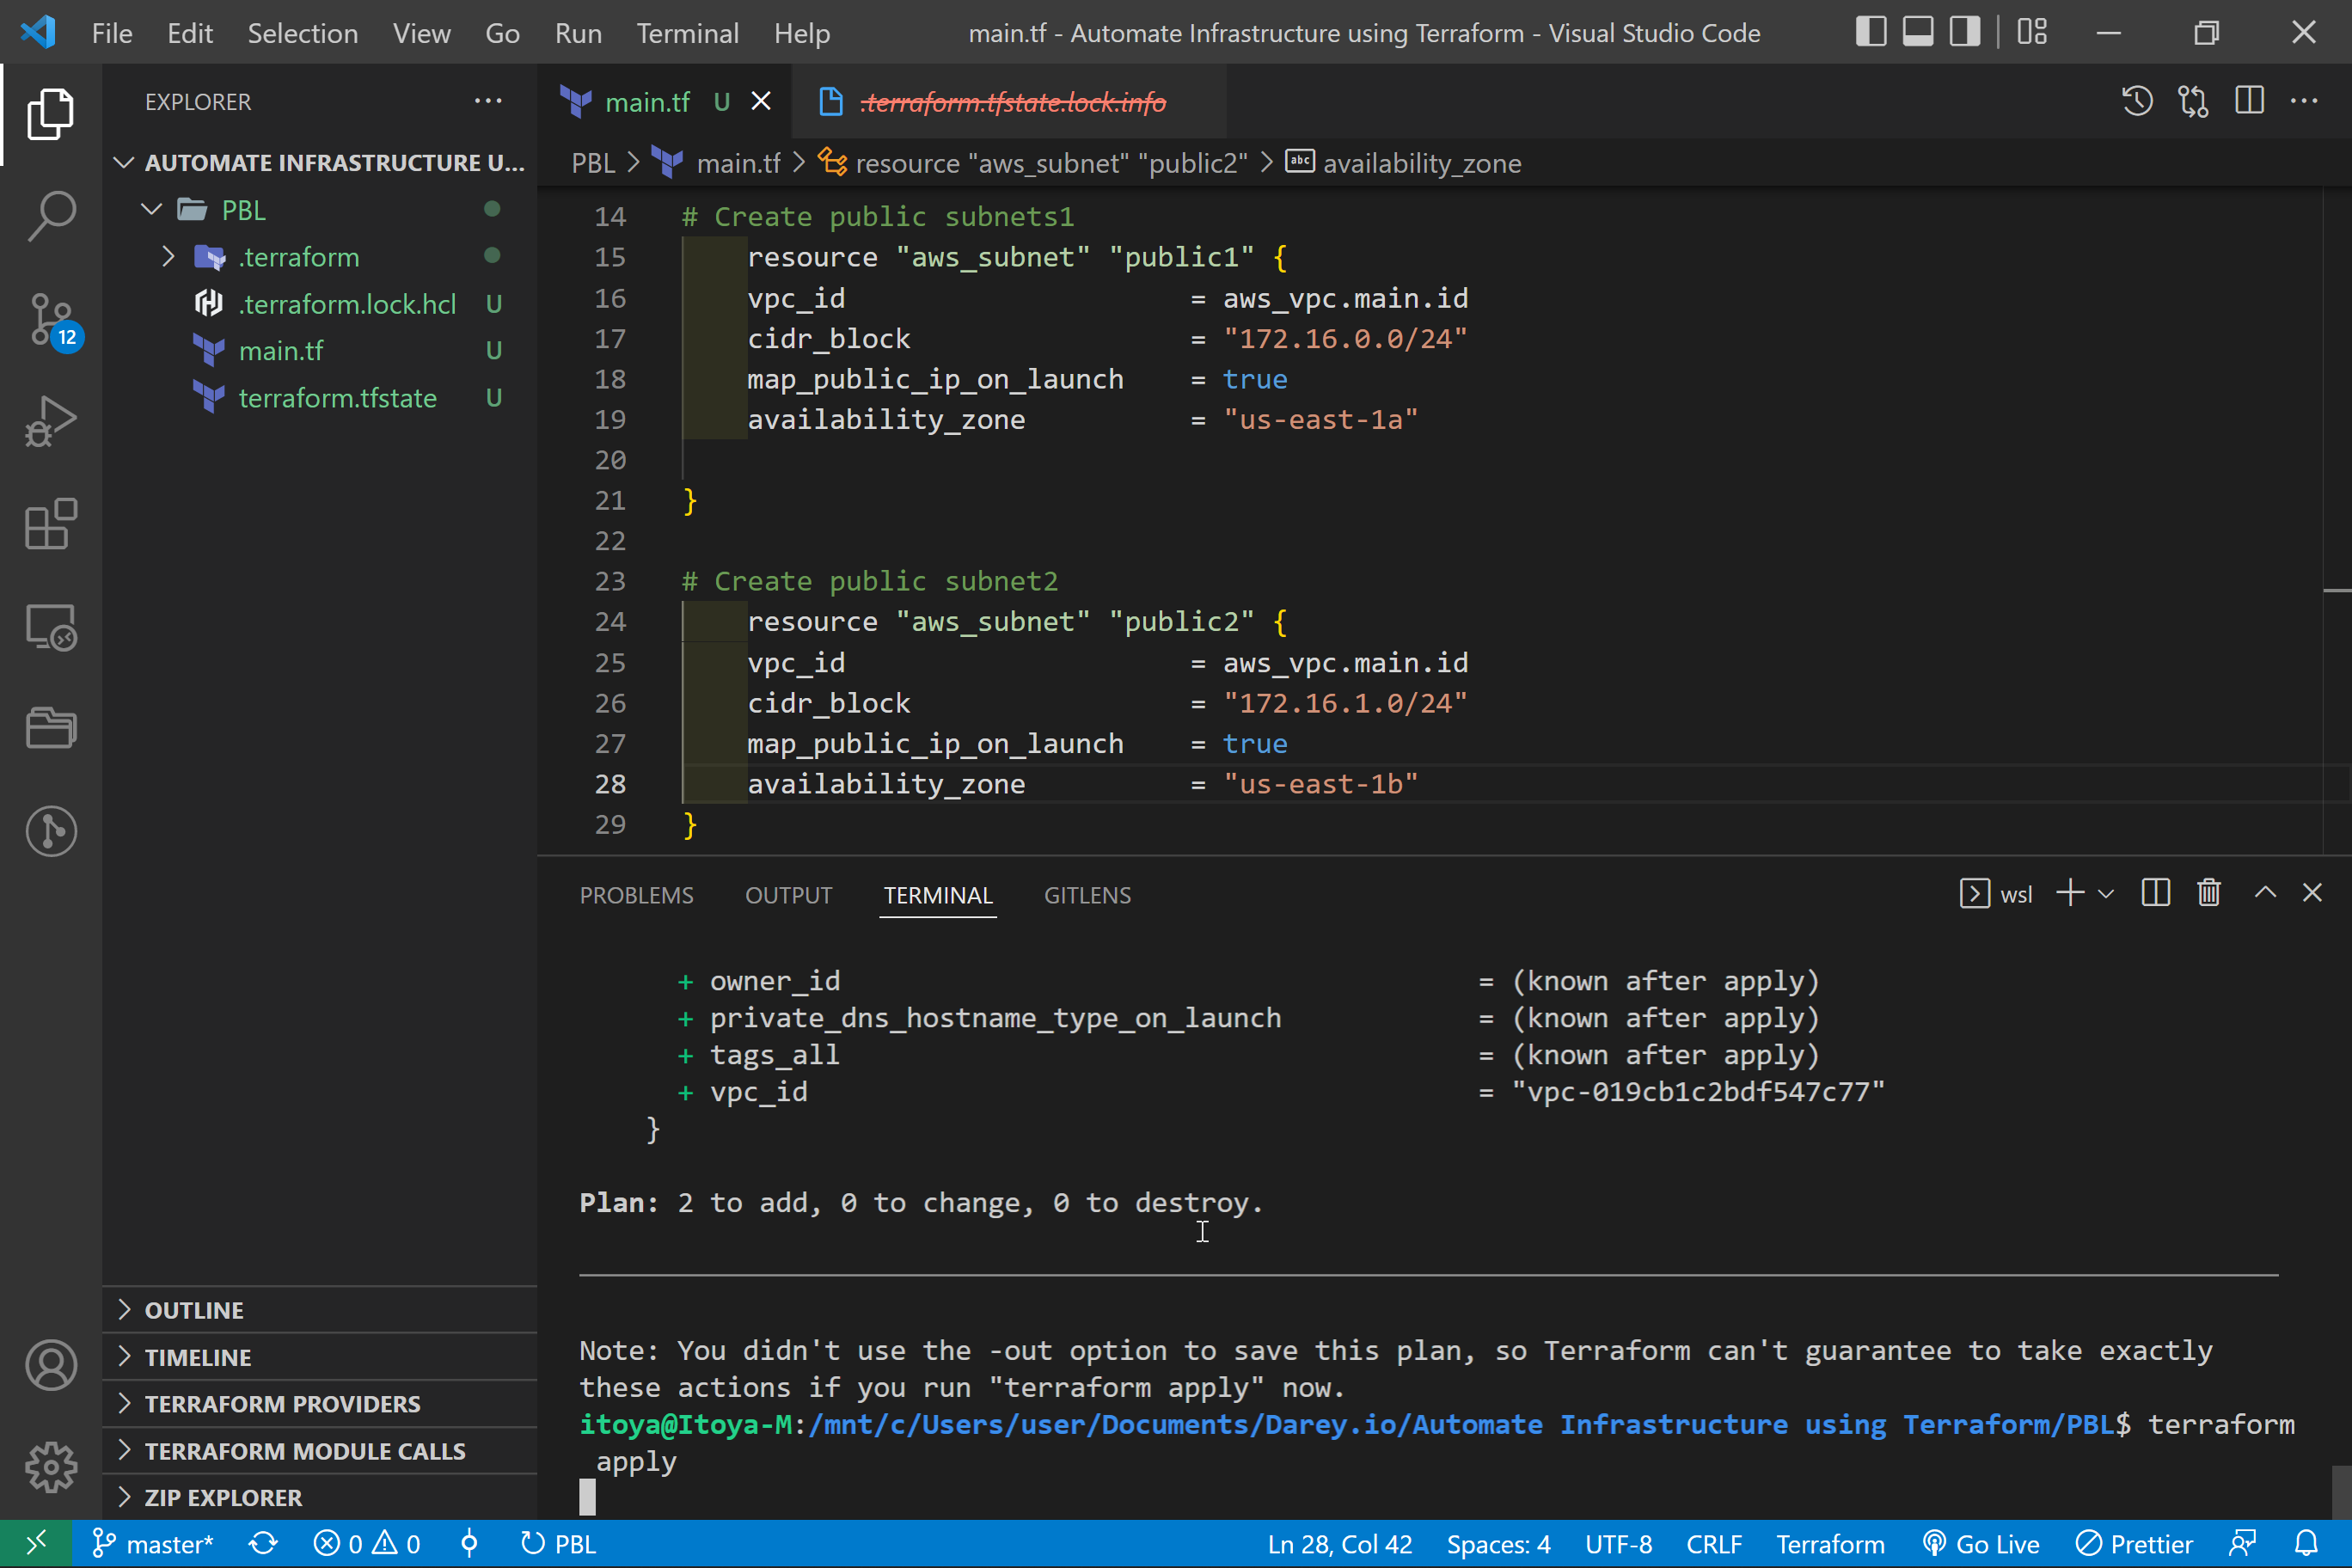 File Edit Selection View Go Run Terminal Help main.tf - Automate Infrastructure using Terraform - Visual Studio Code
EXPLORER
AUTOMATE INFRASTRUCTURE U...
PBL
.terraform
.terraform.lock.hcl U
main.tf U
terraform.tfstate U
OUTLINE
TIMELINE
TERRAFORM PROVIDERS
TERRAFORM MODULE CALLS
ZIP EXPLORER
12
main.tf U .terraform.tfstate.lock.info
PBL > main.tf > resource "aws_subnet" "public2" > abc availability_zone
14 # Create public subnets1
15 resource "aws_subnet" "public1" {
16 vpc_id = aws_vpc.main.id
17 cidr_block = "172.16.0.0/24"
18 map_public_ip_on_launch = true
19 availability_zone = "us-east-1a"
20
21 }
22
23 # Create public subnet2
24 resource "aws_subnet" "public2" {
25 vpc_id = aws_vpc.main.id
26 cidr_block = "172.16.1.0/24"
27 map_public_ip_on_launch = true
28 availability_zone = "us-east-1b"
29 }
PROBLEMS OUTPUT TERMINAL GITLENS wsl
+ owner_id = (known after apply)
+ private_dns_hostname_type_on_launch = (known after apply)
+ tags_all = (known after apply)
+ vpc_id = "vpc-019cb1c2bdf547c77"
}
Plan: 2 to add, 0 to change, 0 to destroy.
Note: You didn't use the -out option to save this plan, so Terraform can't guarantee to take exactly
these actions if you run "terraform apply" now.
itoya@Itoya-M:/mnt/c/Users/user/Documents/Darey.io/Automate Infrastructure using Terraform/PBL$ terraform
apply
master* 0 0 PBL Ln 28, Col 42 Spaces: 4 UTF-8 CRLF Terraform Go Live Prettier